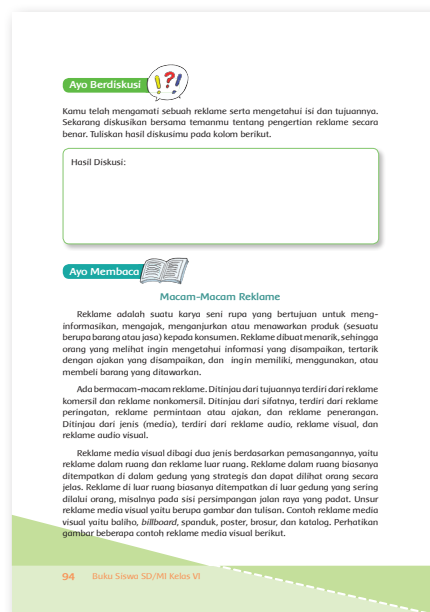 Ayo Berdiskusi
Kamu telah mengamati sebuah reklame serta mengetahui isi dan tujuannya.
Sekarang diskusikan bersama temanmu tentang pengertian reklame secara
benar. Tuliskan hasil diskusimu pada kolom berikut.
Hasil Diskusi:
Ayo Membaca
Macam-Macam Reklame
Reklame adalah suatu karya seni rupa yang bertujuan untuk meng-
informasikan, mengajak, menganjurkan atau menawarkan produk (sesuatu
berupa barang atau jasa) kepada konsumen. Reklame dibuat menarik, sehingga
orang yang melihat ingin mengetahui informasi yang disampaikan, tertarik
dengan ajakan yang disampaikan, dan ingin memiliki, menggunakan, atau
membeli barang yang ditawarkan.
Ada bermacam-macam reklame. Ditinjau dari tujuannya terdiri dari reklame
komersil dan reklame nonkomersil. Ditinjau dari sifatnya, terdiri dari reklame
peringatan, reklame permintaan atau ajakan, dan reklame penerangan.
Ditinjau dari jenis (media), terdiri dari reklame audio, reklame visual, dan
reklame audio visual.
Reklame media visual dibagi dua jenis berdasarkan pemasangannya, yaitu
reklame dalam ruang dan reklame luar ruang. Reklame dalam ruang biasanya
ditempatkan di dalam gedung yang strategis dan dapat dilihat orang secara
jelas. Reklame di luar ruang biasanya ditempatkan di luar gedung yang sering
dilalui orang, misalnya pada sisi persimpangan jalan raya yang padat. Unsur
reklame media visual yaitu berupa gambar dan tulisan. Contoh reklame media
visual yaitu baliho, billboard, spanduk, poster, brosur, dan katalog. Perhatikan
gambar beberapa contoh reklame media visual berikut.
94 Buku Siswa SD/MI Kelas VI